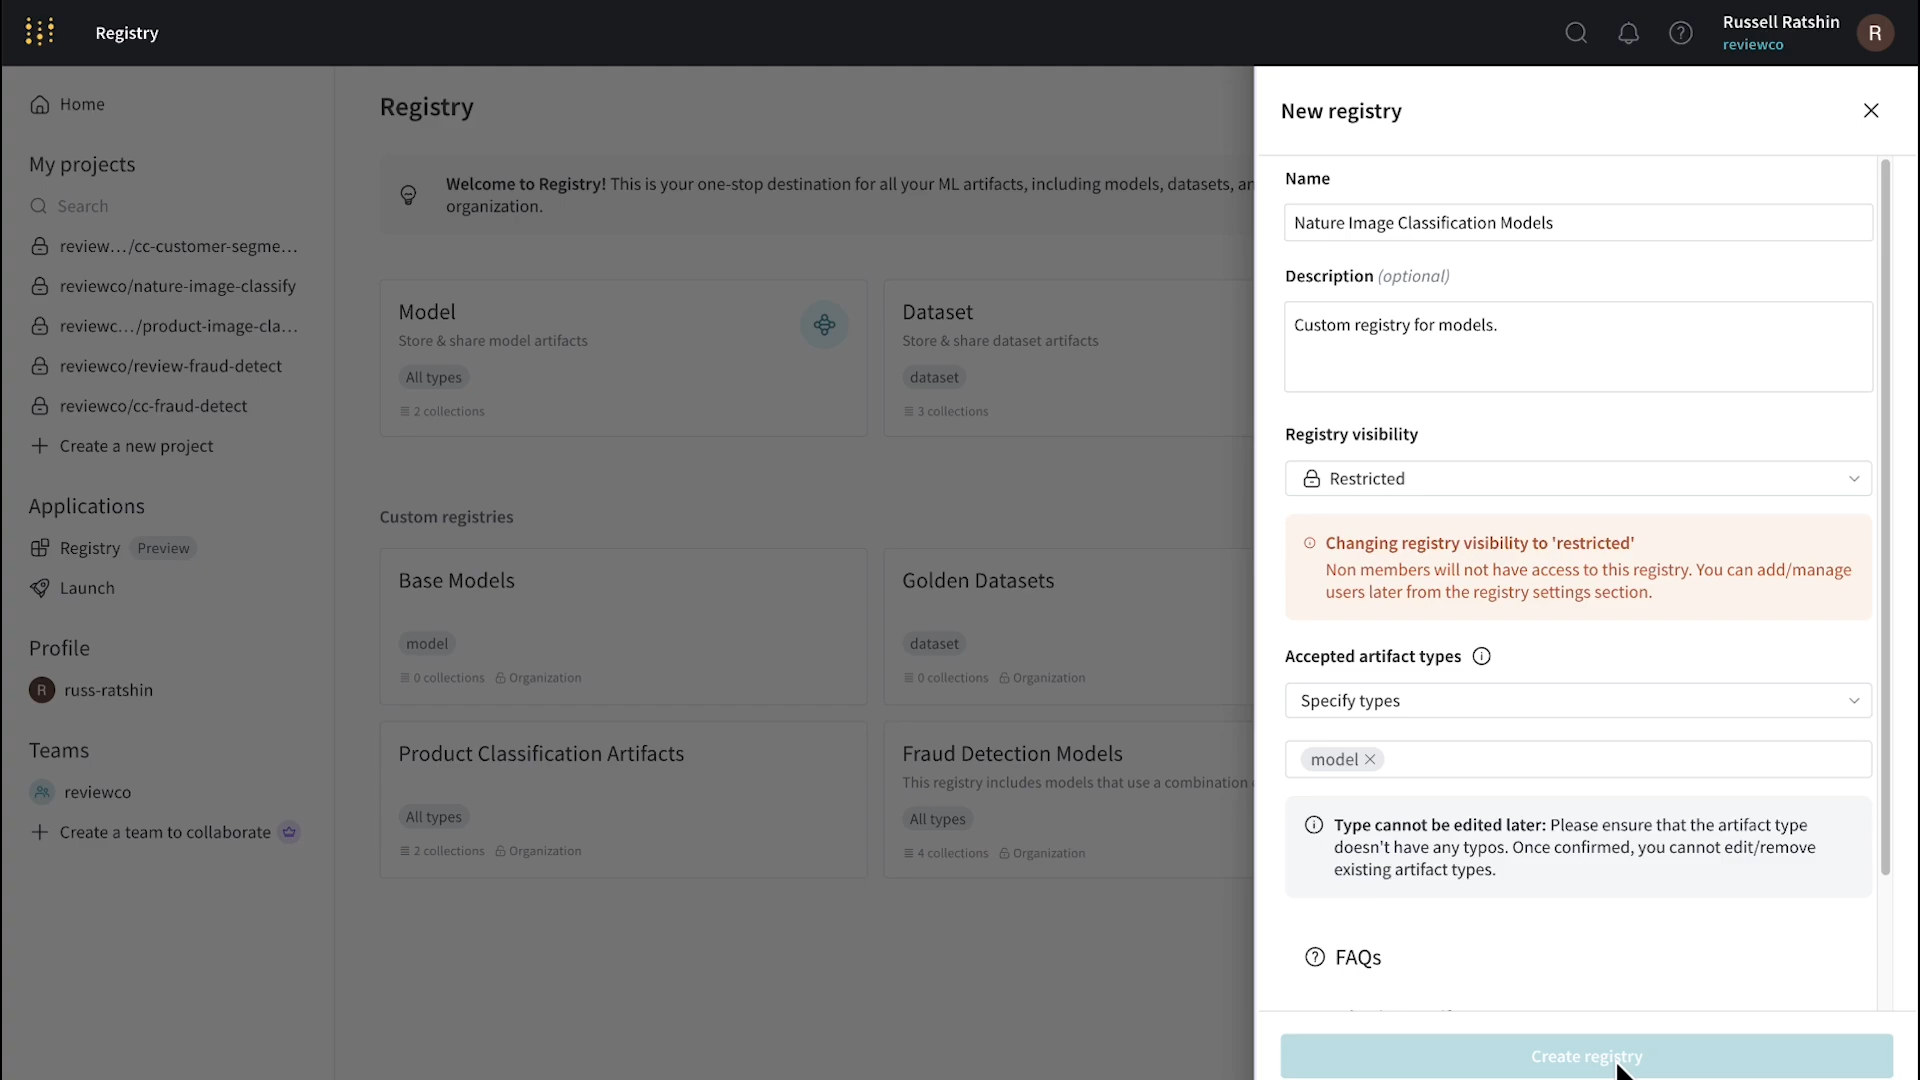 Registry
Russell Ratshin
reviewco
R
Home
My projects
Search
review.../cc-customer-segme...
reviewco/nature-image-classify
reviewc.../product-image-cla...
reviewco/review-fraud-detect
reviewco/cc-fraud-detect
Create a new project
Applications
Registry Preview
Launch
Profile
R russ-ratshin
Teams
reviewco
Create a team to collaborate
Registry
Welcome to Registry! This is your one-stop destination for all your ML artifacts, including models, datasets, an
organization.
Model
Store & share model artifacts
All types
2 collections
Dataset
Store & share dataset artifacts
dataset
3 collections
Custom registries
Base Models
model
0 collections Organization
Golden Datasets
dataset
0 collections Organization
Product Classification Artifacts
All types
2 collections Organization
Fraud Detection Models
This registry includes models that use a combination
All types
4 collections Organization
New registry
Name
Nature Image Classification Models
Description (optional)
Custom registry for models.
Registry visibility
Restricted
Changing registry visibility to 'restricted'
Non members will not have access to this registry. You can add/manage
users later from the registry settings section.
Accepted artifact types
Specify types
model
Type cannot be edited later: Please ensure that the artifact type
doesn't have any typos. Once confirmed, you cannot edit/remove
existing artifact types.
FAQs
Create registry